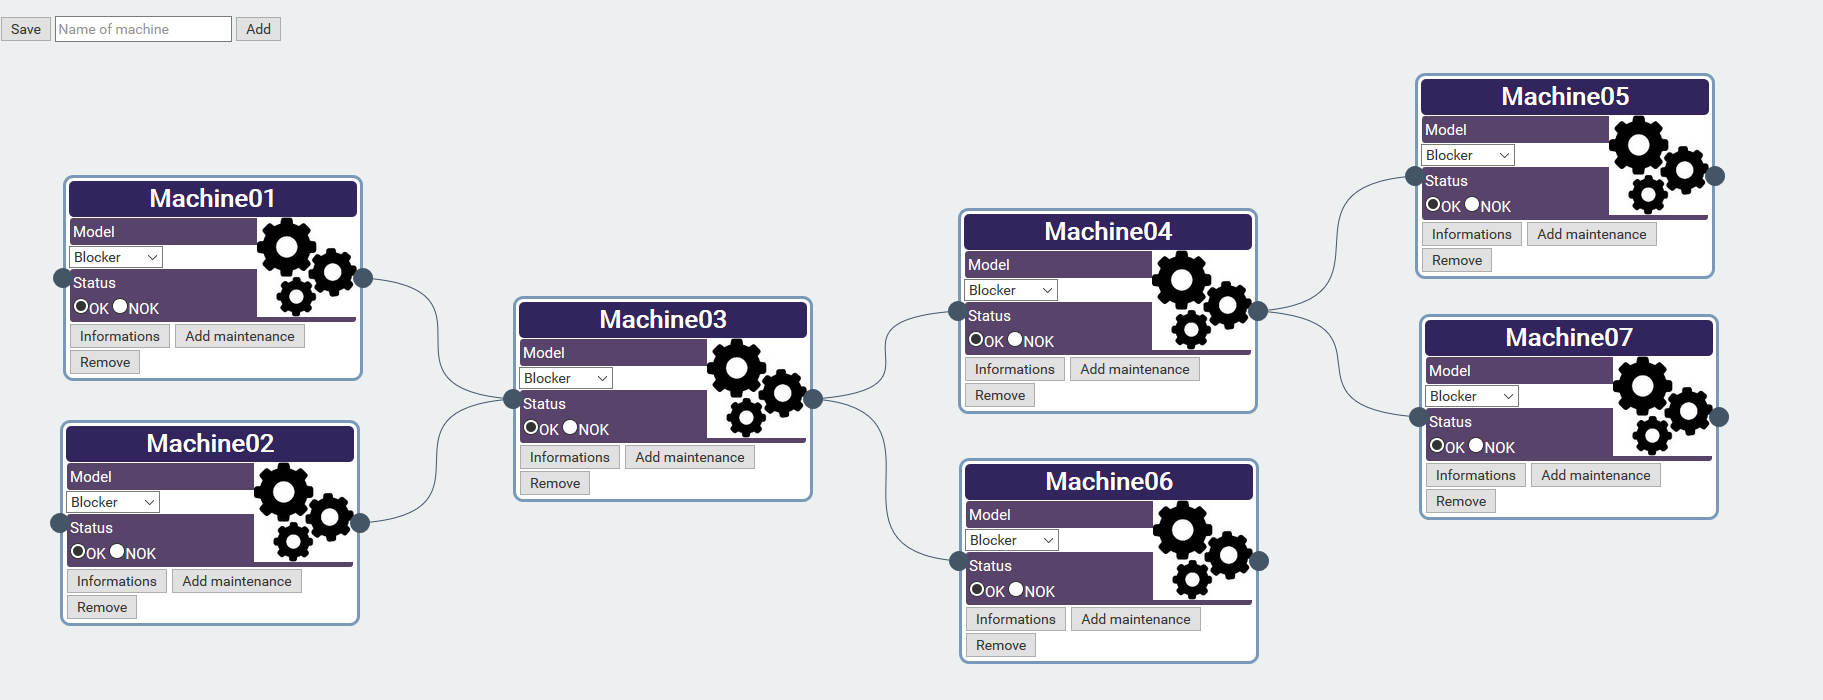 Save Name of machine Add
Machine01
Model
Blocker
Status
OK NOK
Informations Add maintenance
Remove
Machine02
Model
Blocker
Status
OK NOK
Informations Add maintenance
Remove
Machine03
Model
Blocker
Status
OK NOK
Informations Add maintenance
Remove
Machine04
Model
Blocker
Status
OK NOK
Informations Add maintenance
Remove
Machine06
Model
Blocker
Status
OK NOK
Informations Add maintenance
Remove
Machine05
Model
Blocker
Status
OK NOK
Informations Add maintenance
Remove
Machine07
Model
Blocker
Status
OK NOK
Informations Add maintenance
Remove